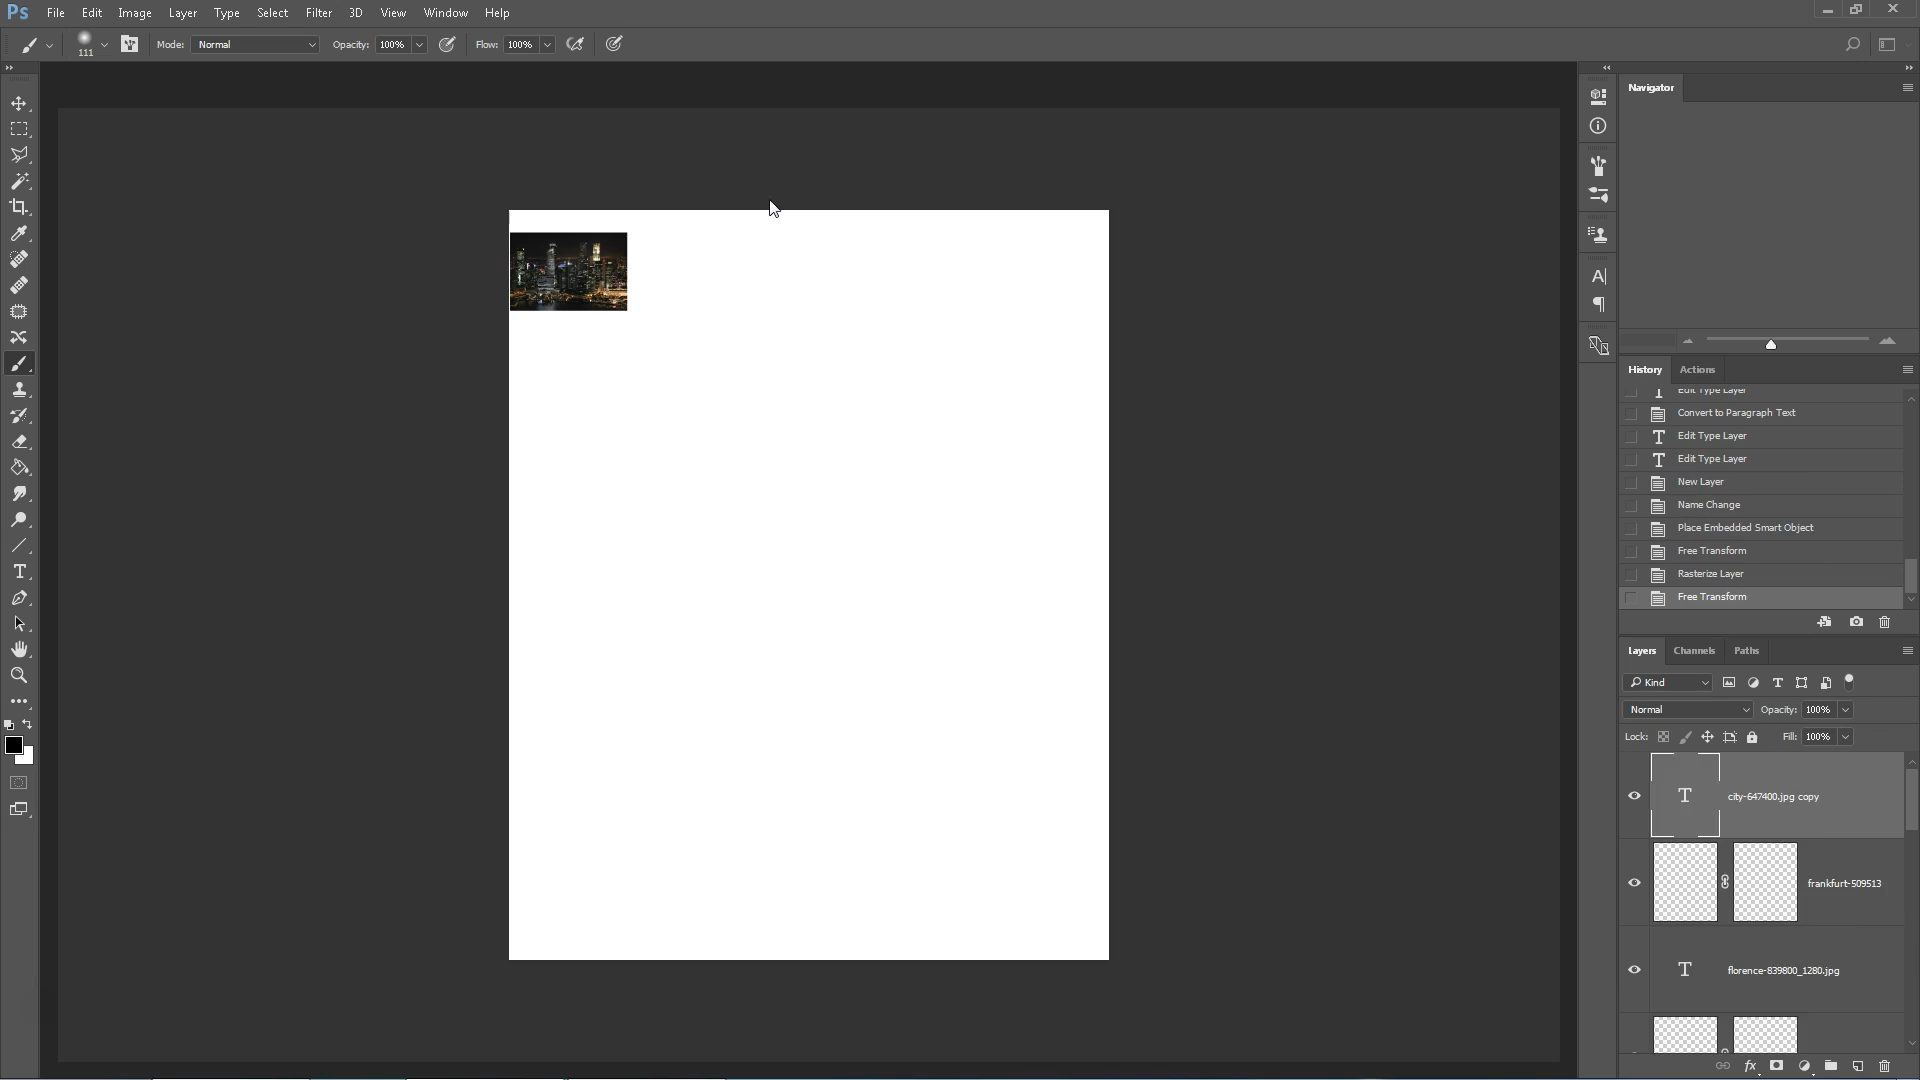 Ps File Edit Image Layer Type Select Filter 3D View Window Help
111 Mode: Normal Opacity: 100% Flow: 100%
Navigator
History Actions
Edit Type Layer
Convert to Paragraph Text
Edit Type Layer
Edit Type Layer
New Layer
Name Change
Place Embedded Smart Object
Free Transform
Rasterize Layer
Free Transform
Layers Channels Paths
Kind
Normal Opacity: 100%
Lock: Fill: 100%
city-647400.jpg copy
frankfurt-509513
florence-839800_1280.jpg
fx